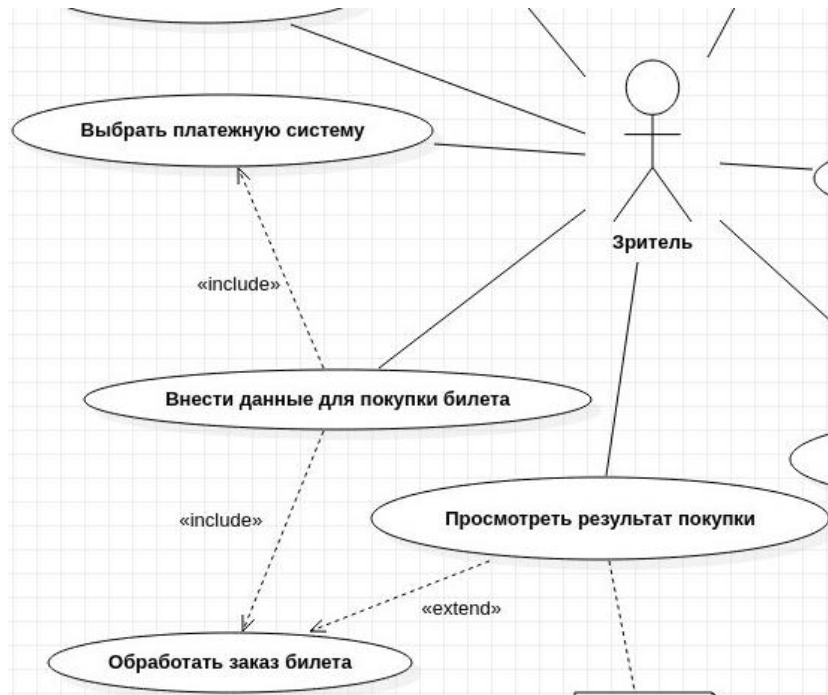 Выбрать платежную систему
Зритель
«include»
Внести данные для покупки билета
«include»
Просмотреть результат покупки
«extend»
Обработать заказ билета